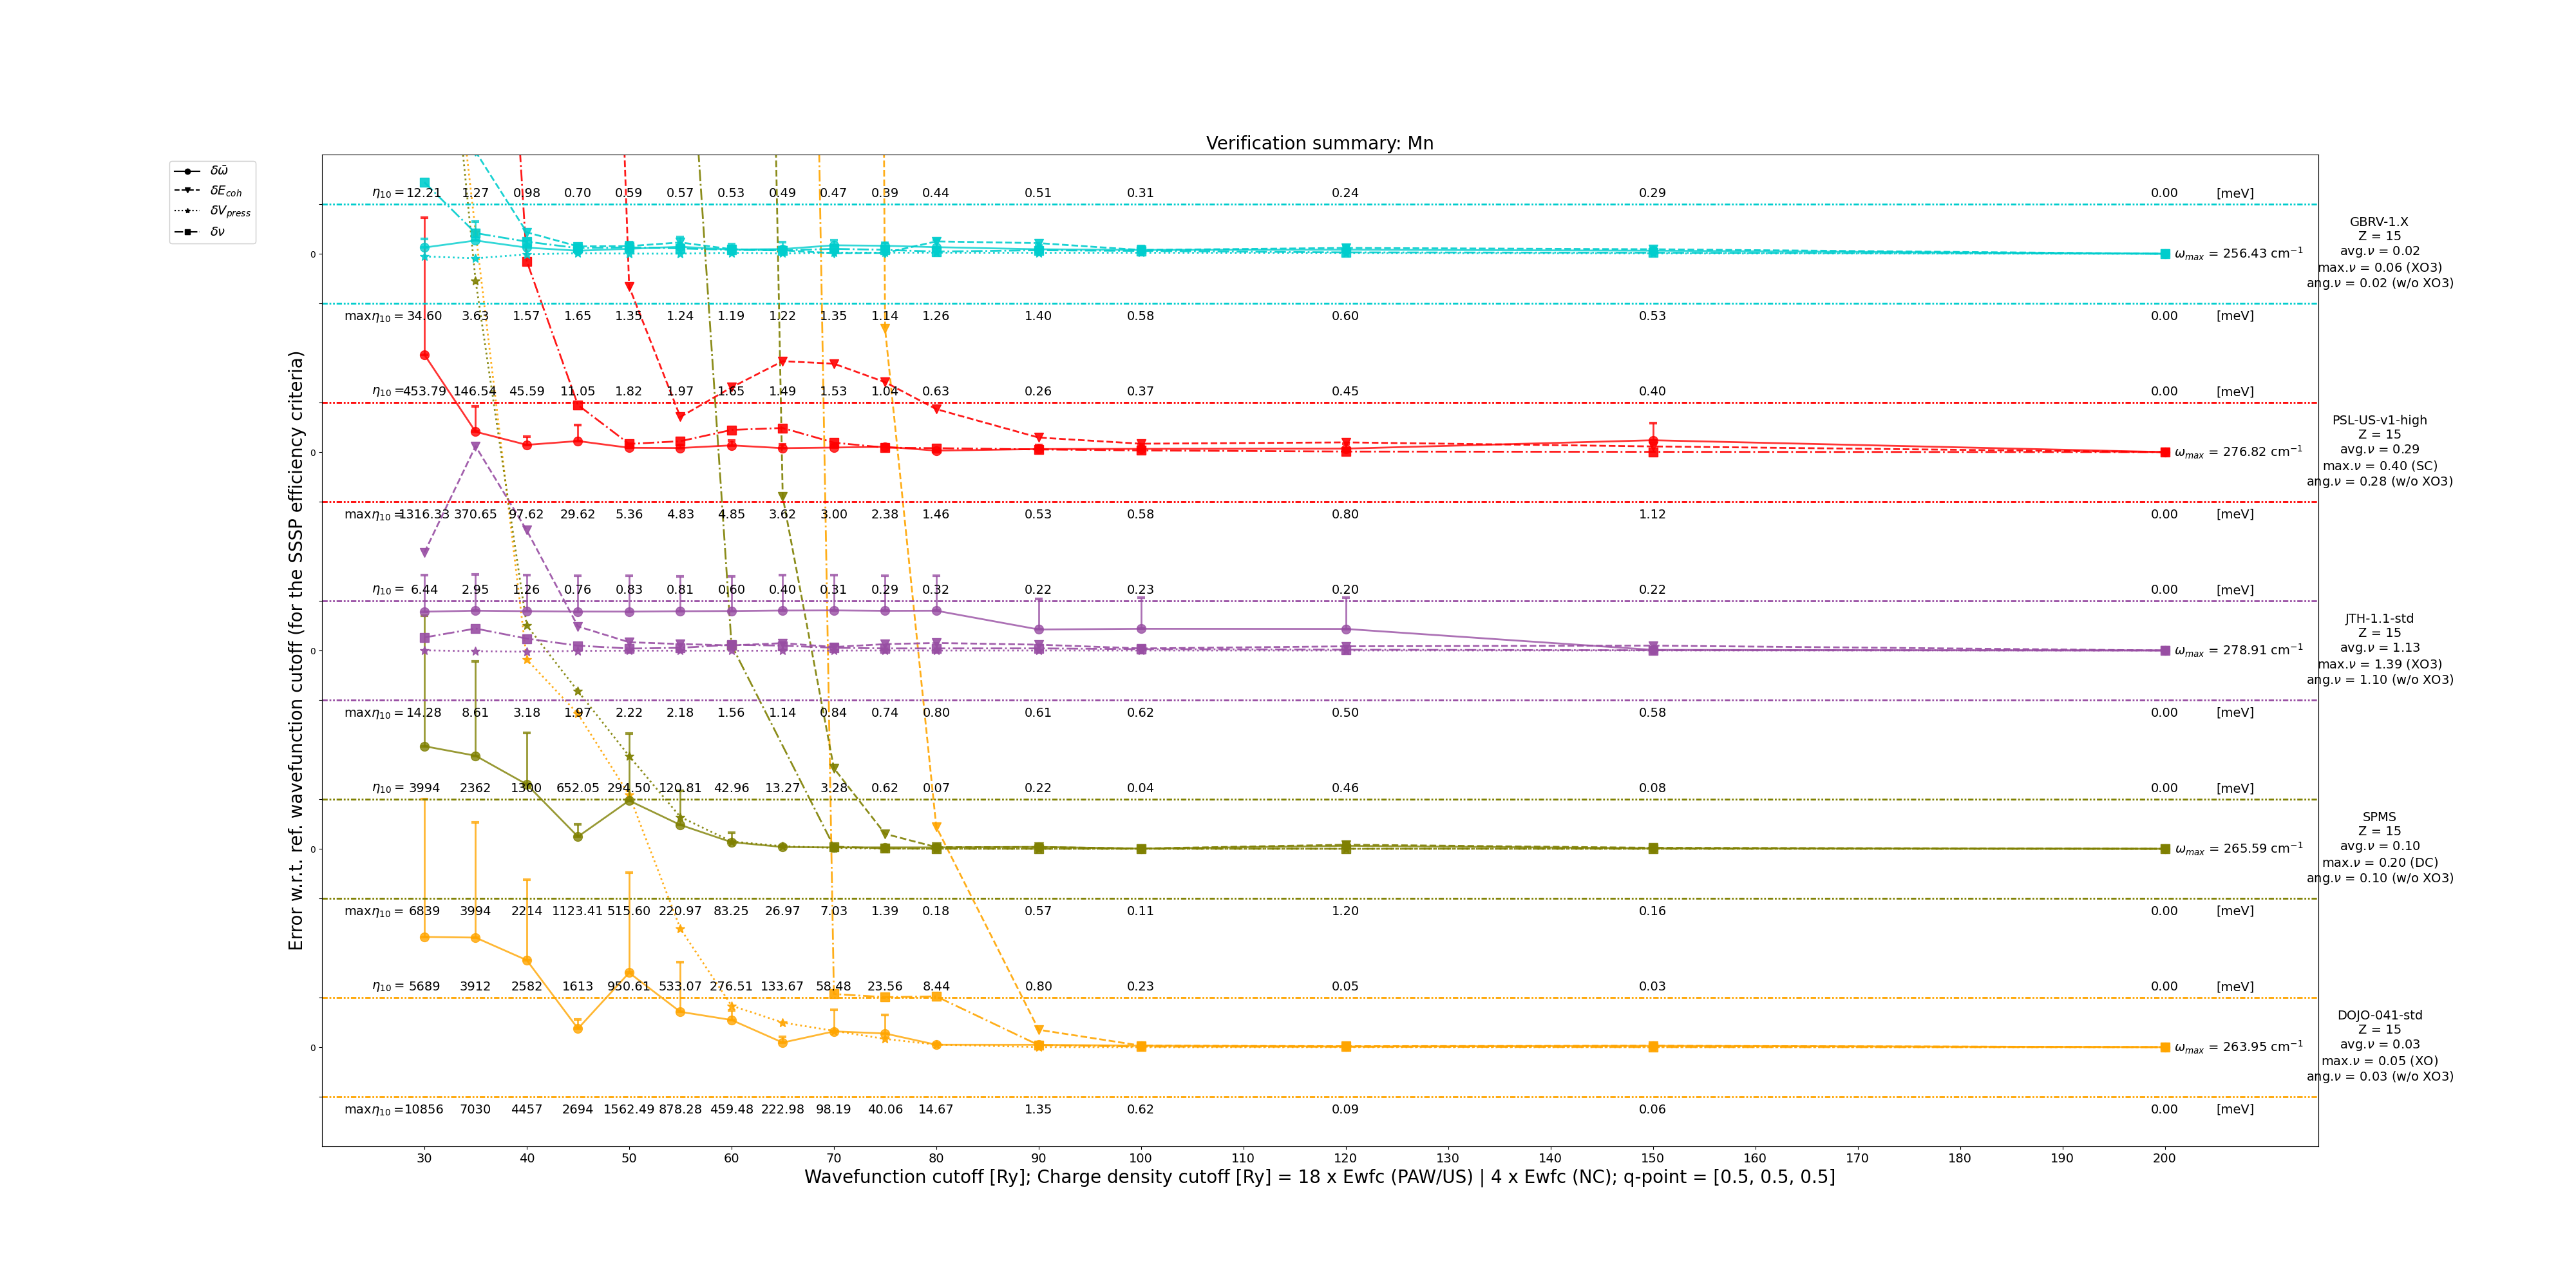 Verification summary: Mn
δω̄
δE_coh
δV_press
δν
Error w.r.t. ref. wavefunction cutoff (for the SSSP efficiency criteria)
η₁₀ = 12.21 1.27 0.98 0.70 0.59 0.57 0.53 0.49 0.47 0.39 0.44 0.51 0.31 0.24 0.29 0.00 [meV]
0
ω_max = 256.43 cm⁻¹
maxη₁₀ = 34.60 3.63 1.57 1.65 1.35 1.24 1.19 1.22 1.35 1.14 1.26 1.40 0.58 0.60 0.53 0.00 [meV]
GBRV-1.X
Z = 15
avg.ν = 0.02
max.ν = 0.06 (XO3)
ang.ν = 0.02 (w/o XO3)
η₁₀ = 453.79 146.54 45.59 11.05 1.82 1.97 1.65 1.49 1.53 1.04 0.63 0.26 0.37 0.45 0.40 0.00 [meV]
0
ω_max = 276.82 cm⁻¹
maxη₁₀ = 1316.33 370.65 97.62 29.62 5.36 4.83 4.85 3.62 3.00 2.38 1.46 0.53 0.58 0.80 1.12 0.00 [meV]
PSL-US-v1-high
Z = 15
avg.ν = 0.29
max.ν = 0.40 (SC)
ang.ν = 0.28 (w/o XO3)
η₁₀ = 6.44 2.95 1.26 0.76 0.83 0.81 0.60 0.40 0.31 0.29 0.32 0.22 0.23 0.20 0.22 0.00 [meV]
0
ω_max = 278.91 cm⁻¹
maxη₁₀ = 14.28 8.61 3.18 1.97 2.22 2.18 1.56 1.14 0.84 0.74 0.80 0.61 0.62 0.50 0.58 0.00 [meV]
JTH-1.1-std
Z = 15
avg.ν = 1.13
max.ν = 1.39 (XO3)
ang.ν = 1.10 (w/o XO3)
η₁₀ = 3994 2362 1300 652.05 294.50 120.81 42.96 13.27 3.28 0.62 0.07 0.22 0.04 0.46 0.08 0.00 [meV]
0
ω_max = 265.59 cm⁻¹
maxη₁₀ = 6839 3994 2214 1123.41 515.60 220.97 83.25 26.97 7.03 1.39 0.18 0.57 0.11 1.20 0.16 0.00 [meV]
SPMS
Z = 15
avg.ν = 0.10
max.ν = 0.20 (DC)
ang.ν = 0.10 (w/o XO3)
η₁₀ = 5689 3912 2582 1613 950.61 533.07 276.51 133.67 58.48 23.56 8.44 0.80 0.23 0.05 0.03 0.00 [meV]
0
ω_max = 263.95 cm⁻¹
maxη₁₀ = 10856 7030 4457 2694 1562.49 878.28 459.48 222.98 98.19 40.06 14.67 1.35 0.62 0.09 0.06 0.00 [meV]
DOJO-041-std
Z = 15
avg.ν = 0.03
max.ν = 0.05 (XO)
ang.ν = 0.03 (w/o XO3)
30 40 50 60 70 80 90 100 110 120 130 140 150 160 170 180 190 200
Wavefunction cutoff [Ry]; Charge density cutoff [Ry] = 18 x Ewfc (PAW/US) | 4 x Ewfc (NC); q-point = [0.5, 0.5, 0.5]